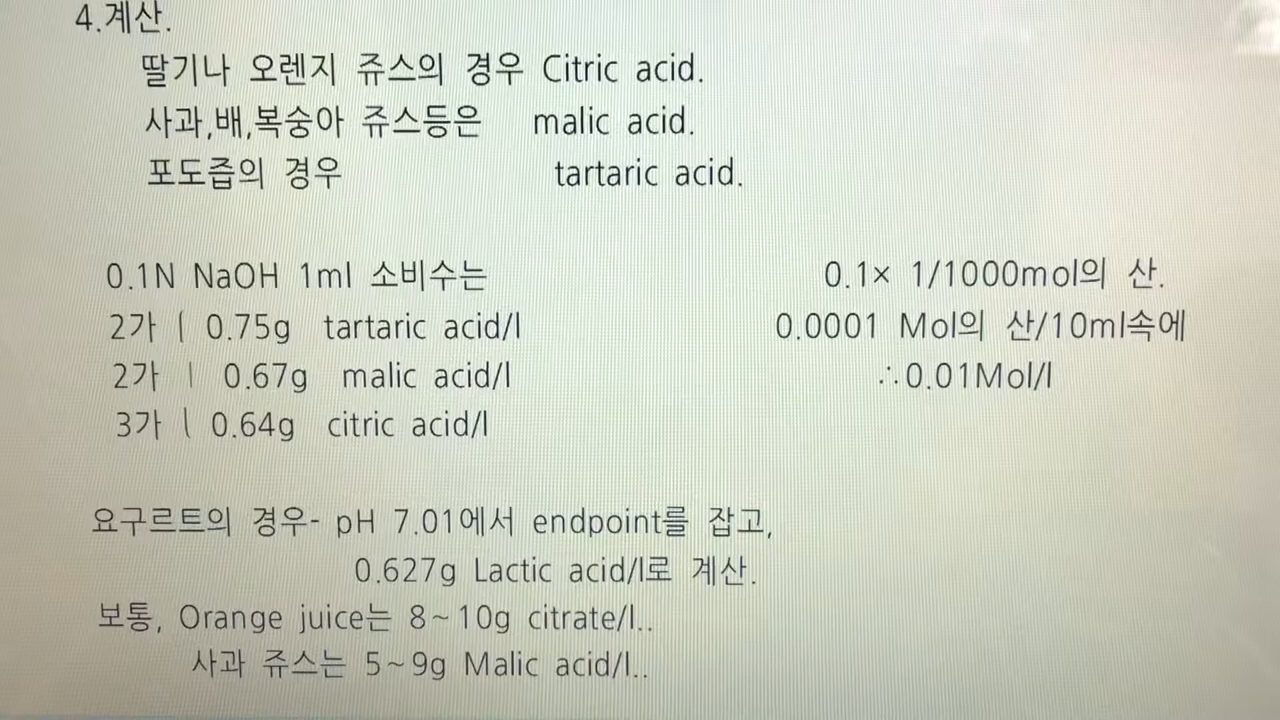 4.계산.
딸기나 오렌지 쥬스의 경우 Citric acid.
사과,배,복숭아 쥬스등은 malic acid.
포도즙의 경우 tartaric acid.
0.1N NaOH 1ml 소비수는 0.1× 1/1000mol의 산.
2가 | 0.75g tartaric acid/l 0.0001 Mol의 산/10ml속에
2가 | 0.67g malic acid/l ∴0.01Mol/l
3가 | 0.64g citric acid/l
요구르트의 경우- pH 7.01에서 endpoint를 잡고,
0.627g Lactic acid/l로 계산.
보통, Orange juice는 8~10g citrate/l..
사과 쥬스는 5~9g Malic acid/l..